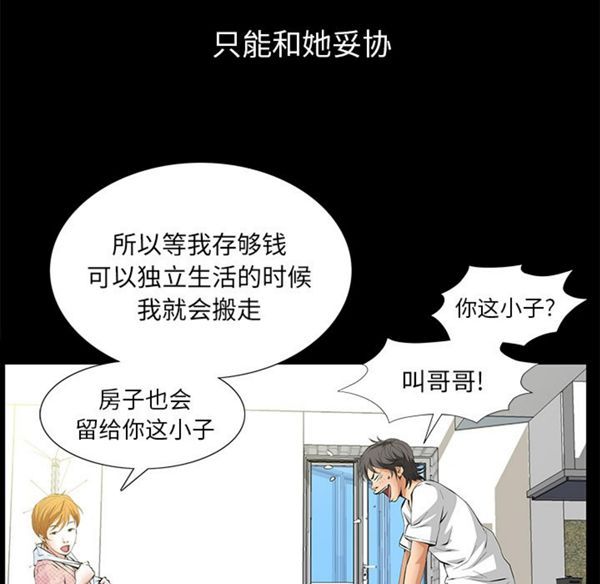 只能和她妥协
所以等我存够钱
可以独立生活的时候
我就会搬走
房子也会
留给你这小子
你这小子?
叫哥哥!